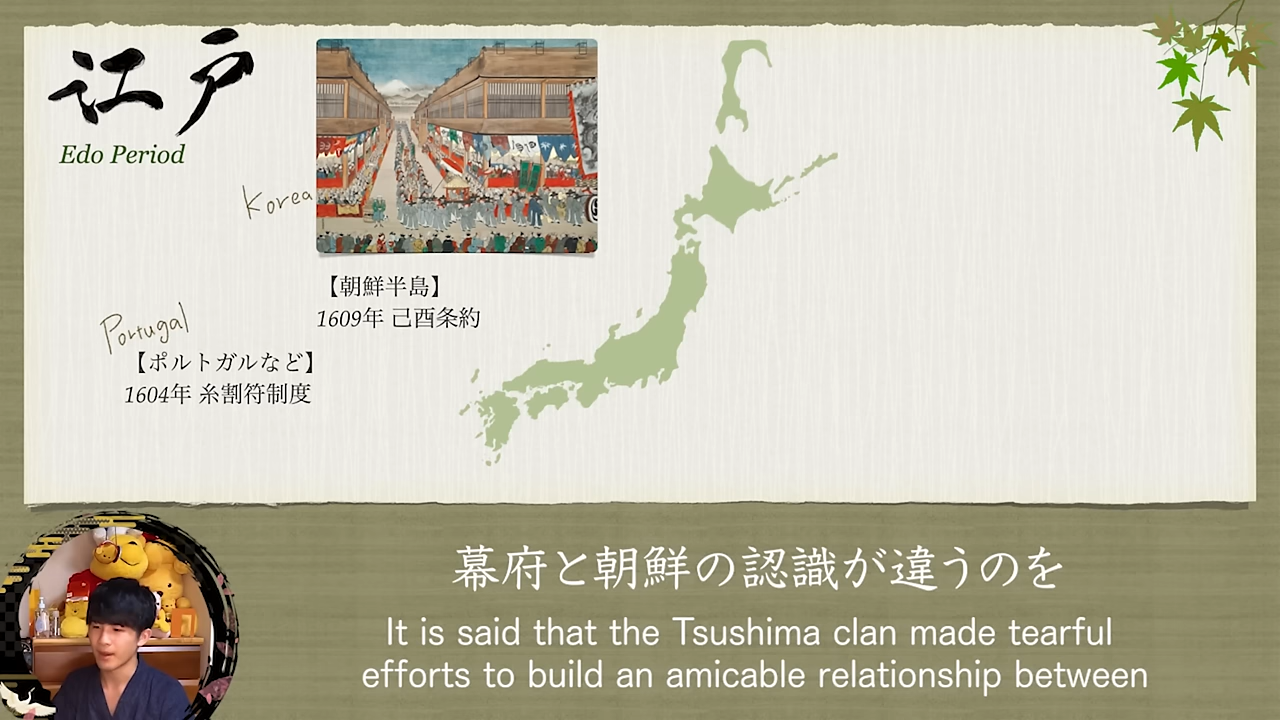 江戸
Edo Period
Korea
【朝鮮半島】
1609年 己酉条約
Portugal
【ポルトガルなど】
1604年 糸割符制度
幕府と朝鮮の認識が違うのを
It is said that the Tsushima clan made tearful
efforts to build an amicable relationship between